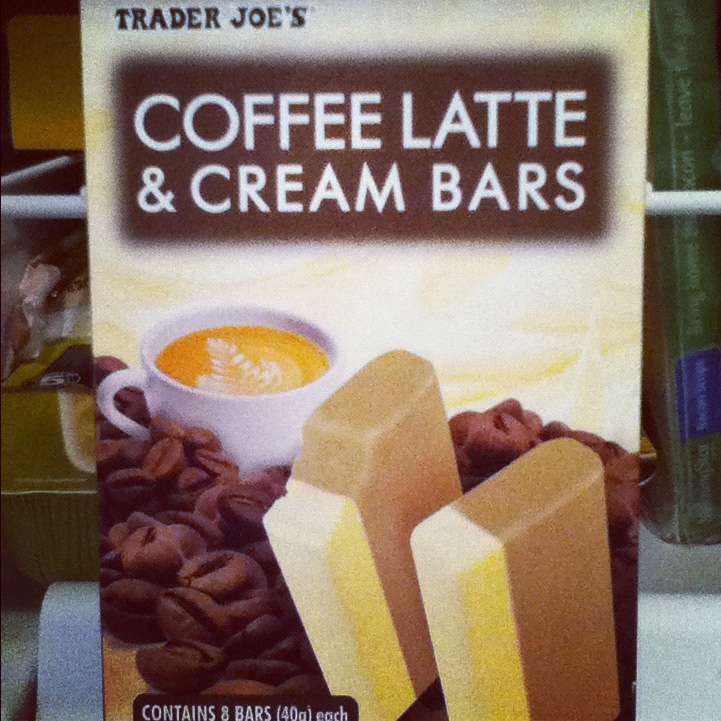 TRADER JOE'S
COFFEE LATTE
& CREAM BARS
CONTAINS 8 BARS (40g) each